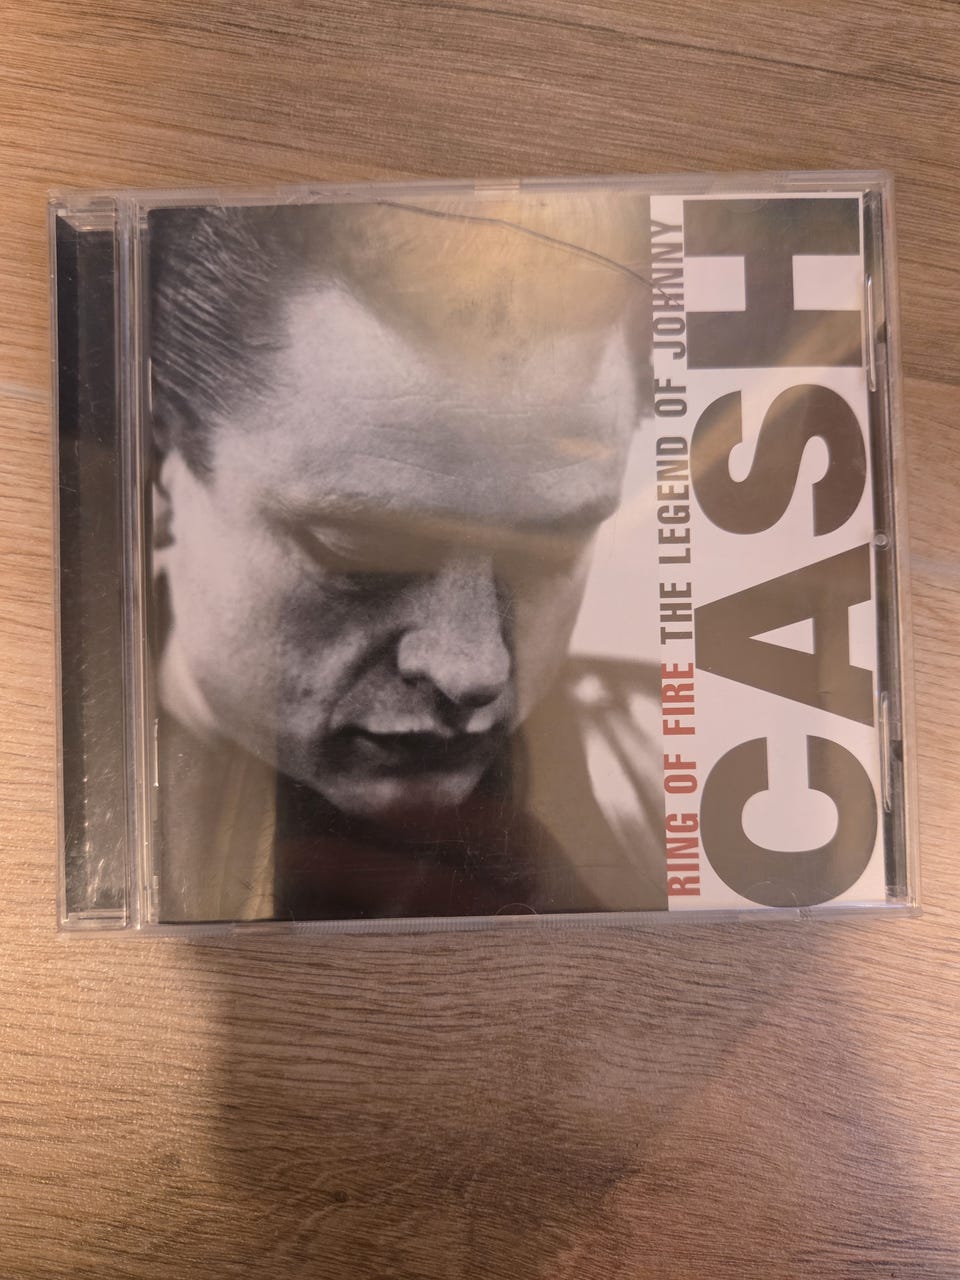 RING OF FIRE THE LEGEND OF JOHNNY
CASH